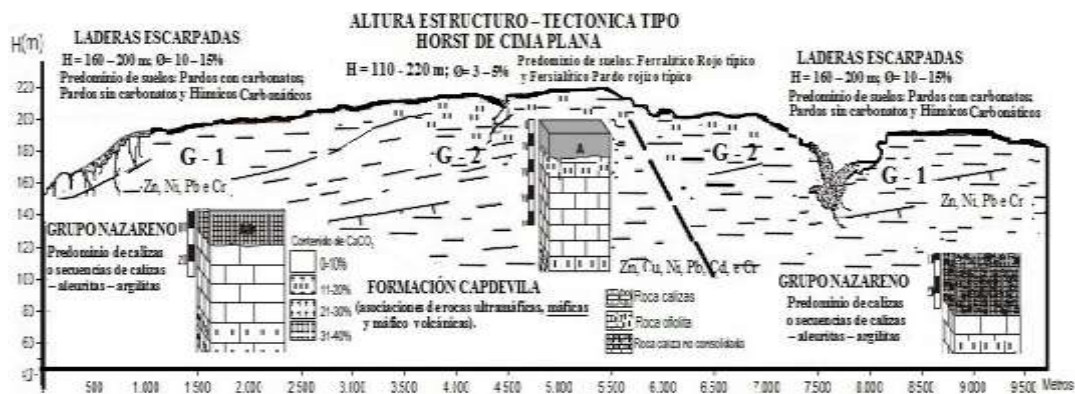 ALTURA ESTRUCTURO – TECTONICA TIPO
HORST DE CIMA PLANA
H = 110 - 220 m; Ø= 3 – 5%
Predominio de suelos: Ferralítico Rojo típico
y Fersialítico Pardo rojizo típico
LADERAS ESCARPADAS
H = 160 – 200 m; Ø= 10 – 15%
Predominio de suelos: Pardos con carbonatos;
Pardos sin carbonatos y Húmicos Carbonáticos
LADERAS ESCARPADAS
H = 160 – 200 m; Ø= 10 – 15%
Predominio de suelos: Pardos con carbonatos;
Pardos sin carbonatos y Húmicos Carbonáticos
H(m)
220
200
180
160
140
130
110
80
60
G - 1
G - 2
A
G - 2
G - 1
Zn, Ni, Pb e Cr
Zn, Cu, Ni, Pb, Cd, e Cr
Zn, Ni, Pb e Cr
GRUPO NAZARENO
Predominio de calizas
o secuencias de calizas
– aleuritas – argilitas
Contenido de CaCO₃
0-10%
11-20%
21-30%
31-40%
FORMACIÓN CAPDEVILA
(asociaciones de rocas ultramáficas, máficas
y máfico volcánicas).
Roca calizas
Roca ofiolita
Roca caliza no consolidada
GRUPO NAZARENO
Predominio de calizas
o secuencias de calizas
– aleuritas – argilitas
500 1.000 1.500 2.000 2.500 3.000 3.500 4.000 4.500 5.000 5.500 6.000 6.500 7.000 7.500 8.000 8.500 9.000 9.500 Metros